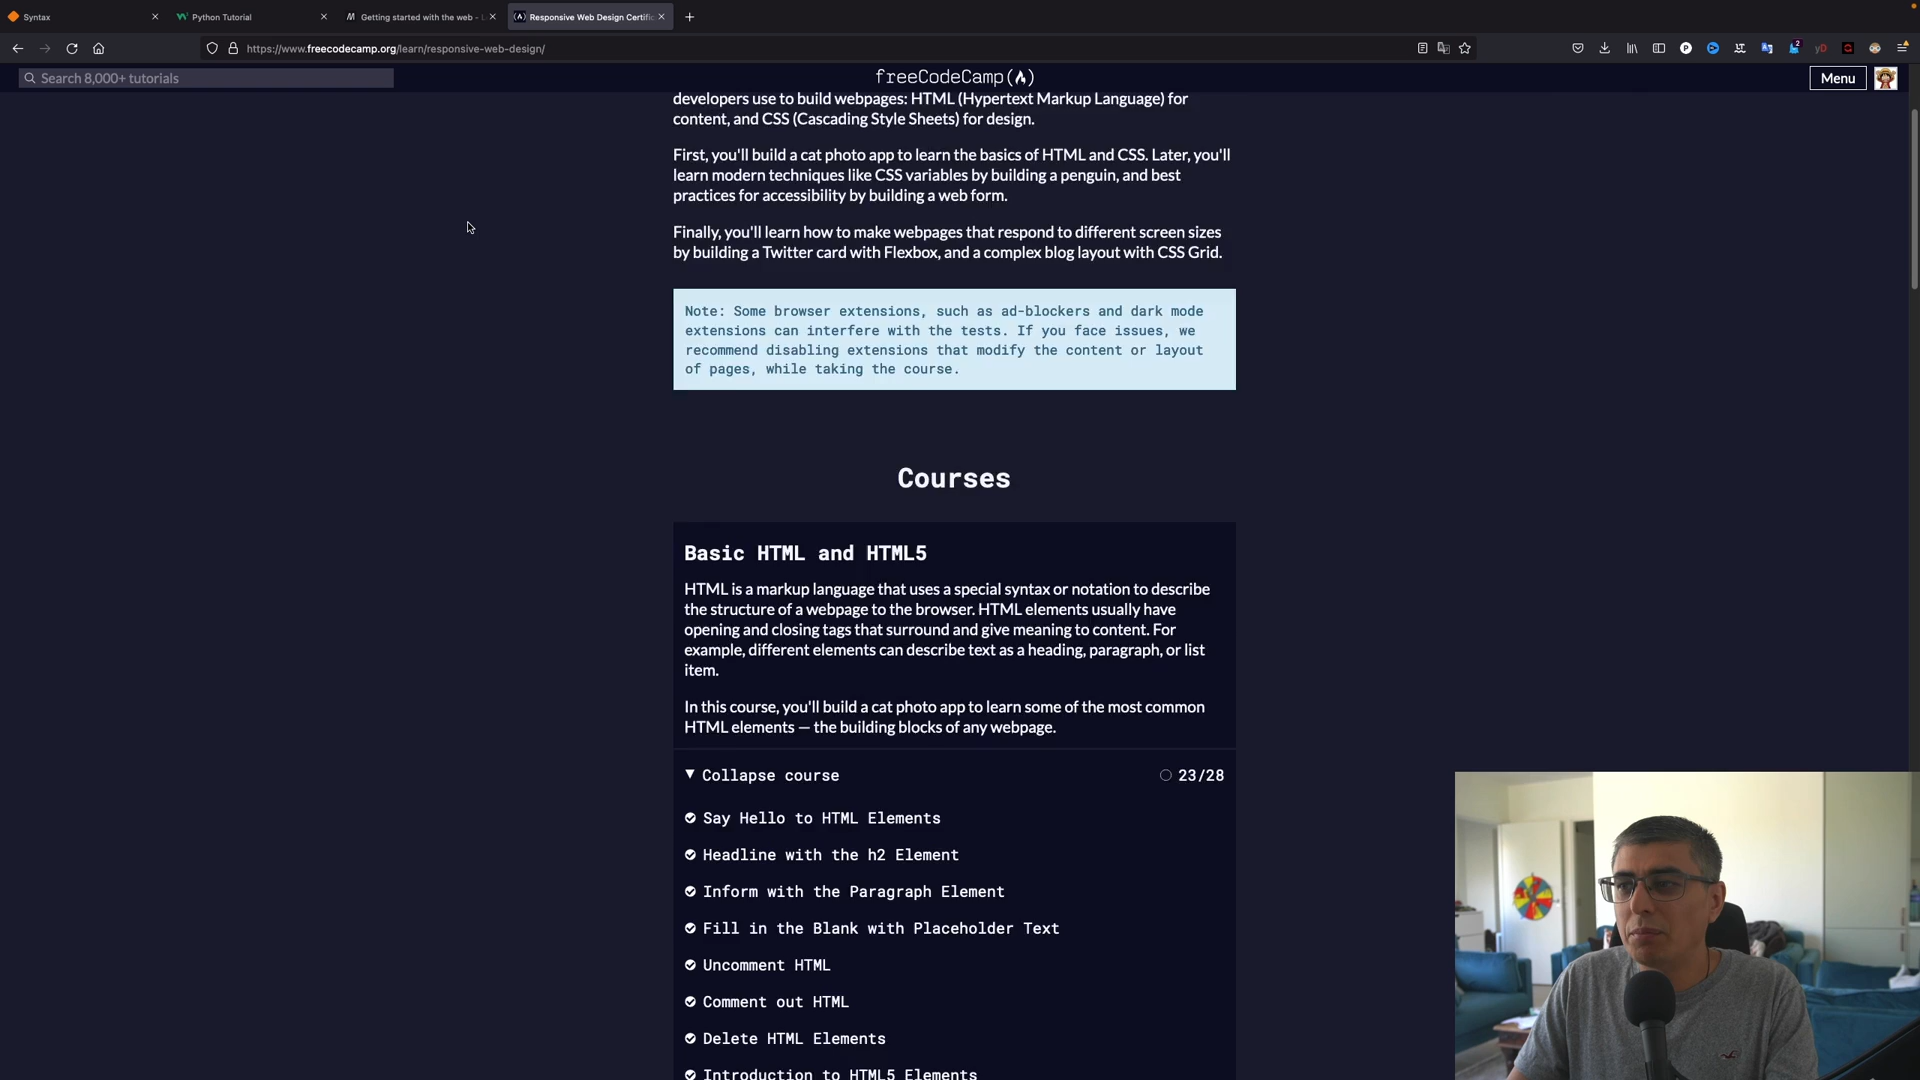 Syntax
Python Tutorial
Getting started with the web - L
Responsive Web Design Certific
https://www.freecodecamp.org/learn/responsive-web-design/
2
Search 8,000+ tutorials
freeCodeCamp
Menu
developers use to build webpages: HTML (Hypertext Markup Language) for
content, and CSS (Cascading Style Sheets) for design.
First, you'll build a cat photo app to learn the basics of HTML and CSS. Later, you'll
learn modern techniques like CSS variables by building a penguin, and best
practices for accessibility by building a web form.
Finally, you'll learn how to make webpages that respond to different screen sizes
by building a Twitter card with Flexbox, and a complex blog layout with CSS Grid.
Note: Some browser extensions, such as ad-blockers and dark mode
extensions can interfere with the tests. If you face issues, we
recommend disabling extensions that modify the content or layout
of pages, while taking the course.
Courses
Basic HTML and HTML5
HTML is a markup language that uses a special syntax or notation to describe
the structure of a webpage to the browser. HTML elements usually have
opening and closing tags that surround and give meaning to content. For
example, different elements can describe text as a heading, paragraph, or list
item.
In this course, you'll build a cat photo app to learn some of the most common
HTML elements — the building blocks of any webpage.
Collapse course 23/28
Say Hello to HTML Elements
Headline with the h2 Element
Inform with the Paragraph Element
Fill in the Blank with Placeholder Text
Uncomment HTML
Comment out HTML
Delete HTML Elements
Introduction to HTML5 Elements